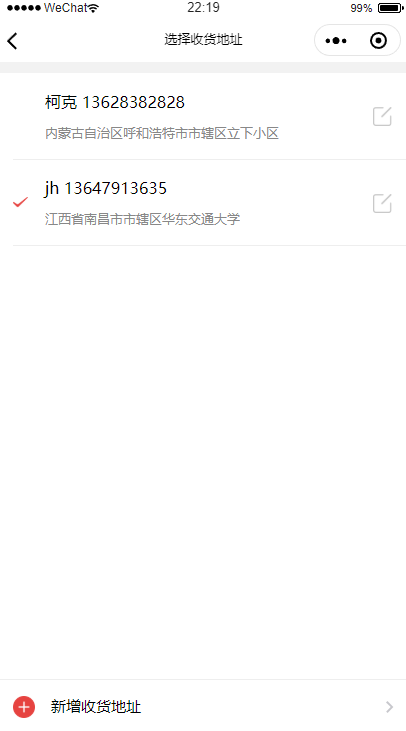 WeChat 22:19 99%
选择收货地址
柯克 13628382828
内蒙古自治区呼和浩特市市辖区立下小区
jh 13647913635
江西省南昌市市辖区华东交通大学
新增收货地址